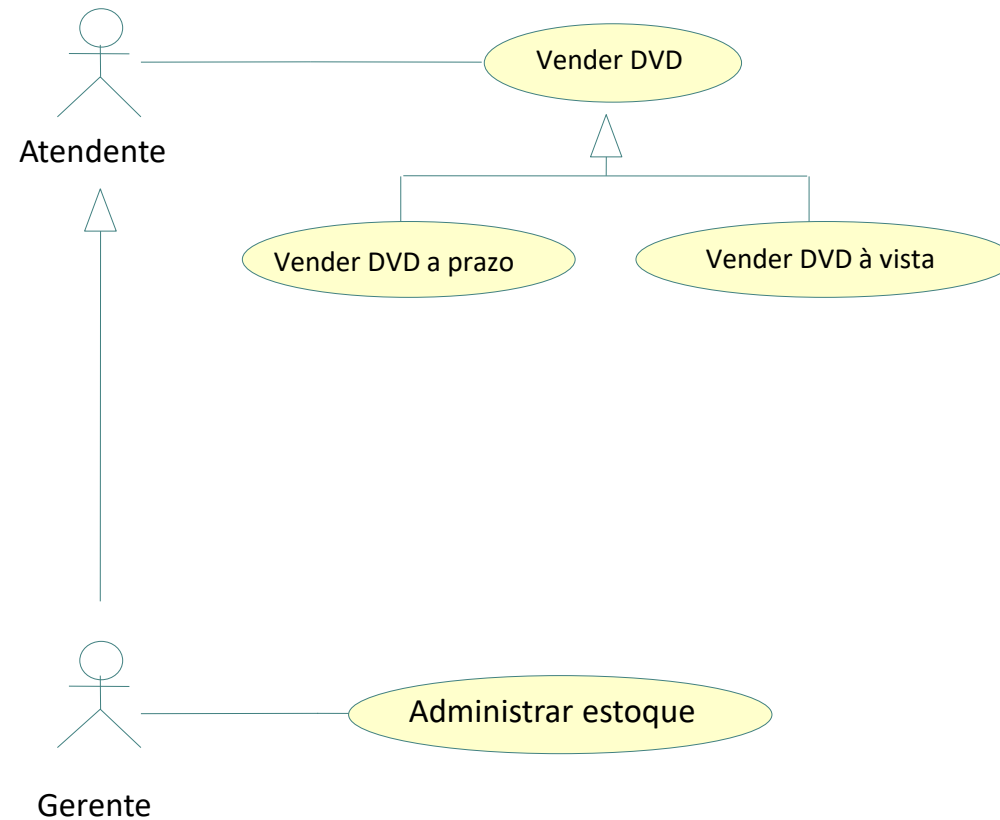 Vender DVD
Atendente
Vender DVD a prazo
Vender DVD à vista
Administrar estoque
Gerente